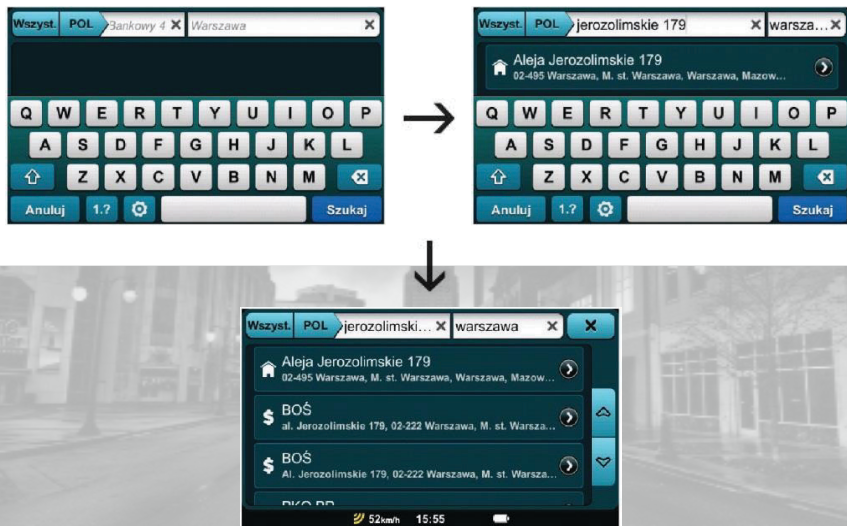 Wszyst. POL Bankowy 4 Warszawa
Q W E R T Y U I O P
A S D F G H J K L
Z X C V B N M
Anuluj 1.? Szukaj
Wszyst. POL jerozolimskie 179 warsza...
Aleja Jerozolimskie 179
02-495 Warszawa, M. st. Warszawa, Warszawa, Mazow...
Q W E R T Y U I O P
A S D F G H J K L
Z X C V B N M
Anuluj 1.? Szukaj
Wszyst. POL jerozolimski... warszawa
Aleja Jerozolimskie 179
02-495 Warszawa, M. st. Warszawa, Warszawa, Mazow...
$ BOŚ
al. Jerozolimskie 179, 02-222 Warszawa, M. st. Warsza...
$ BOŚ
Al. Jerozolimskie 179, 02-222 Warszawa, M. st. Warsza...
52km/h 15:55